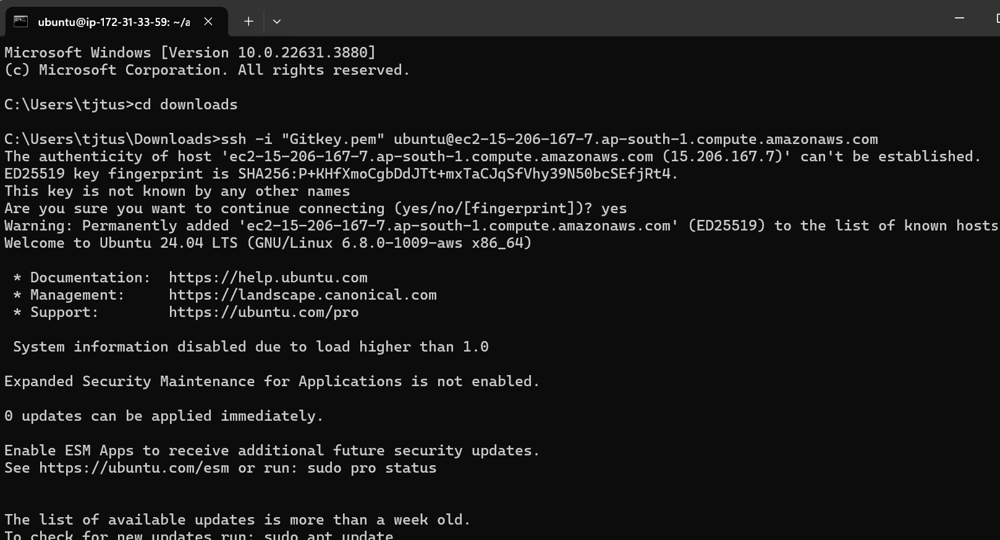 ubuntu@ip-172-31-33-59: ~/a
Microsoft Windows [Version 10.0.22631.3880]
(c) Microsoft Corporation. All rights reserved.
C:\Users\tjtus>cd downloads
C:\Users\tjtus\Downloads>ssh -i "Gitkey.pem" ubuntu@ec2-15-206-167-7.ap-south-1.compute.amazonaws.com
The authenticity of host 'ec2-15-206-167-7.ap-south-1.compute.amazonaws.com (15.206.167.7)' can't be established.
ED25519 key fingerprint is SHA256:P+KHfXmoCgbDdJTt+mxTaCJqSfVhy39N50bcSEfjRt4.
This key is not known by any other names
Are you sure you want to continue connecting (yes/no/[fingerprint])? yes
Warning: Permanently added 'ec2-15-206-167-7.ap-south-1.compute.amazonaws.com' (ED25519) to the list of known hosts
Welcome to Ubuntu 24.04 LTS (GNU/Linux 6.8.0-1009-aws x86_64)
* Documentation: https://help.ubuntu.com
* Management: https://landscape.canonical.com
* Support: https://ubuntu.com/pro
System information disabled due to load higher than 1.0
Expanded Security Maintenance for Applications is not enabled.
0 updates can be applied immediately.
Enable ESM Apps to receive additional future security updates.
See https://ubuntu.com/esm or run: sudo pro status
The list of available updates is more than a week old.
To check for new updates run: sudo apt update